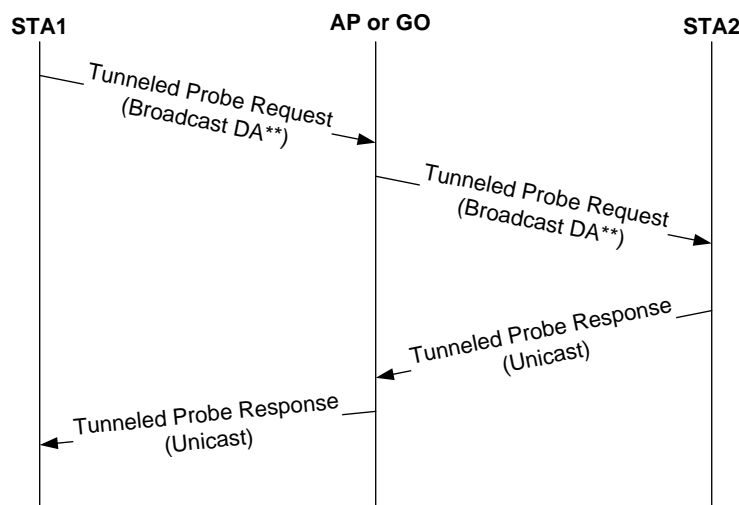 STA1
AP or GO
STA2
Tunneled Probe Request
(Broadcast DA**)
Tunneled Probe Request
(Broadcast DA**)
Tunneled Probe Response
(Unicast)
Tunneled Probe Response
(Unicast)